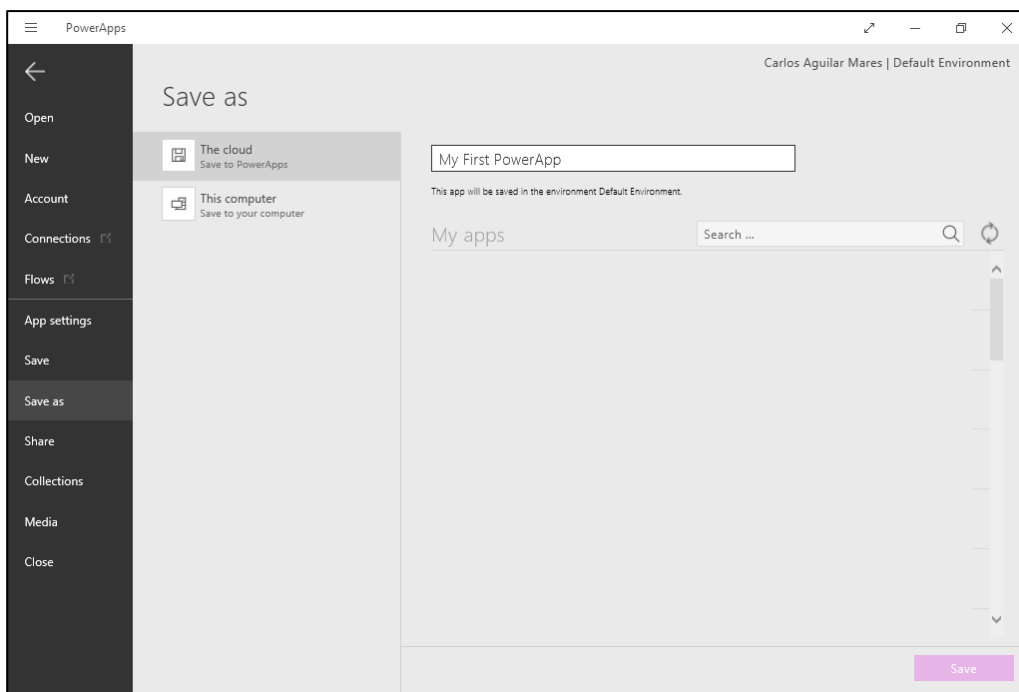 PowerApps
Carlos Aguilar Mares | Default Environment
Save as
Open
New
Account
Connections
Flows
App settings
Save
Save as
Share
Collections
Media
Close
The cloud
Save to PowerApps
This computer
Save to your computer
My First PowerApp
This app will be saved in the environment Default Environment.
My apps
Search ...
Save